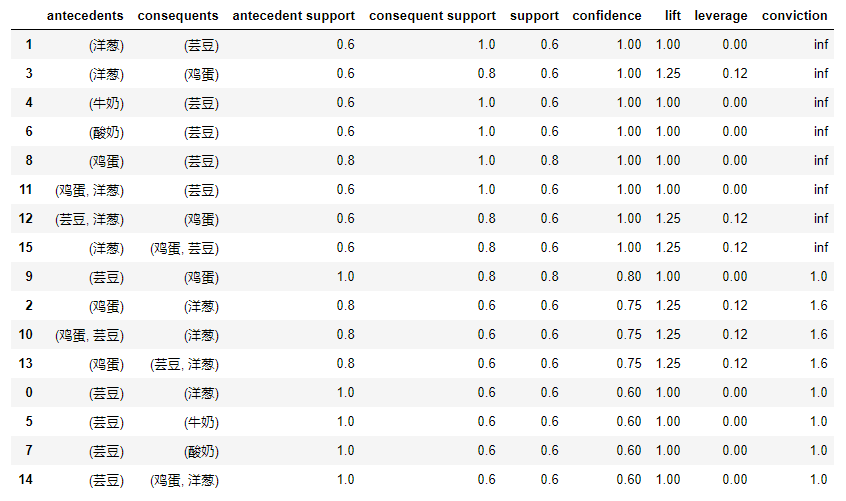 antecedents consequents antecedent support consequent support support confidence lift leverage conviction
1 (洋葱) (芸豆) 0.6 1.0 0.6 1.00 1.00 0.00 inf
3 (洋葱) (鸡蛋) 0.6 0.8 0.6 1.00 1.25 0.12 inf
4 (牛奶) (芸豆) 0.6 1.0 0.6 1.00 1.00 0.00 inf
6 (酸奶) (芸豆) 0.6 1.0 0.6 1.00 1.00 0.00 inf
8 (鸡蛋) (芸豆) 0.8 1.0 0.8 1.00 1.00 0.00 inf
11 (鸡蛋, 洋葱) (芸豆) 0.6 1.0 0.6 1.00 1.00 0.00 inf
12 (芸豆, 洋葱) (鸡蛋) 0.6 0.8 0.6 1.00 1.25 0.12 inf
15 (洋葱) (鸡蛋, 芸豆) 0.6 0.8 0.6 1.00 1.25 0.12 inf
9 (芸豆) (鸡蛋) 1.0 0.8 0.8 0.80 1.00 0.00 1.0
2 (鸡蛋) (洋葱) 0.8 0.6 0.6 0.75 1.25 0.12 1.6
10 (鸡蛋, 芸豆) (洋葱) 0.8 0.6 0.6 0.75 1.25 0.12 1.6
13 (鸡蛋) (芸豆, 洋葱) 0.8 0.6 0.6 0.75 1.25 0.12 1.6
0 (芸豆) (洋葱) 1.0 0.6 0.6 0.60 1.00 0.00 1.0
5 (芸豆) (牛奶) 1.0 0.6 0.6 0.60 1.00 0.00 1.0
7 (芸豆) (酸奶) 1.0 0.6 0.6 0.60 1.00 0.00 1.0
14 (芸豆) (鸡蛋, 洋葱) 1.0 0.6 0.6 0.60 1.00 0.00 1.0